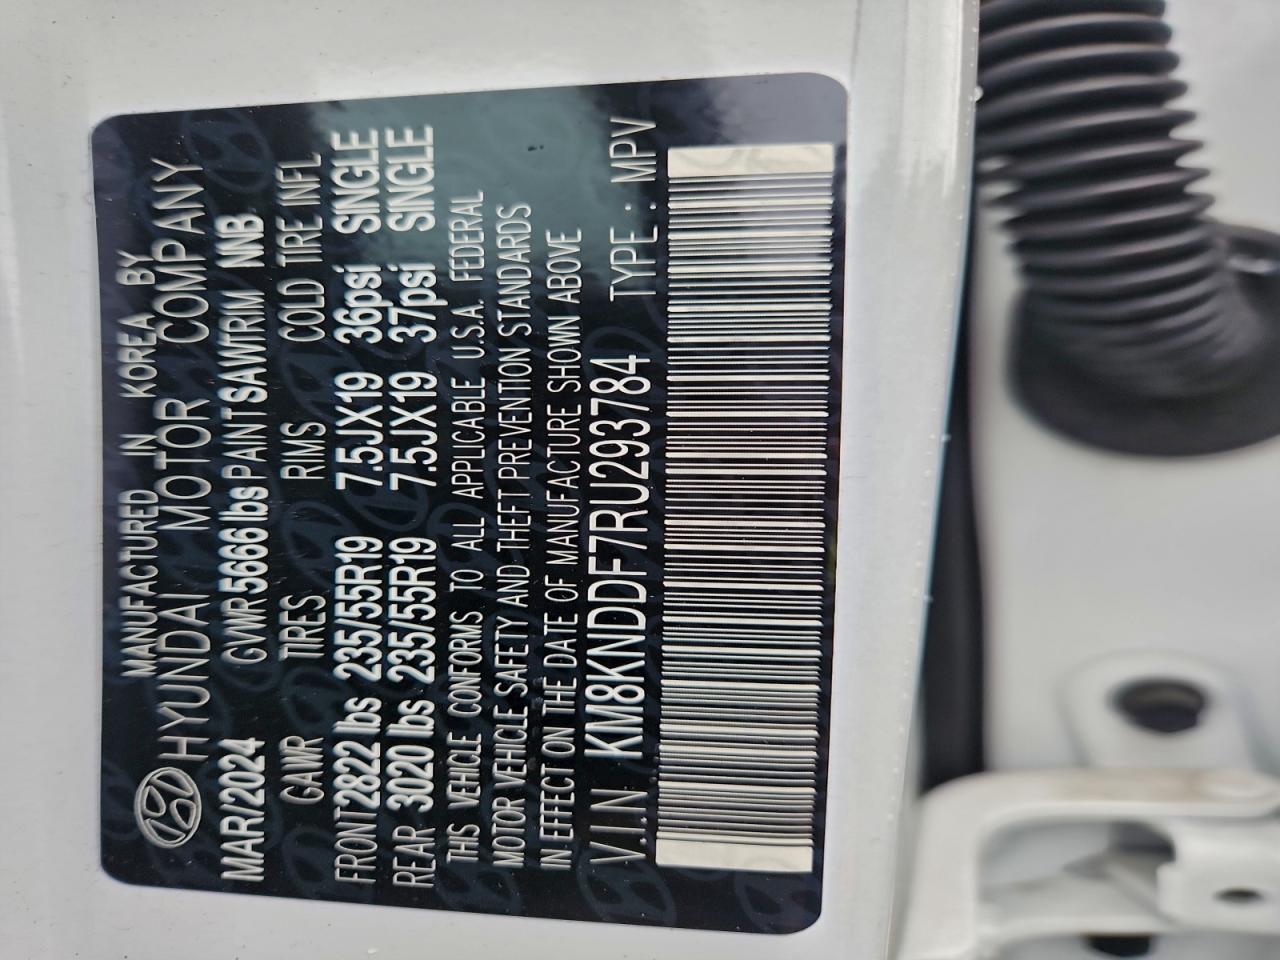 MANUFACTURED IN KOREA BY
HYUNDAI MOTOR COMPANY
MAR/2024 GVWR 5666 lbs PAINT SAW TRIM NNB
GAWR TIRES RIMS COLD TIRE INFL
FRONT 2822 lbs 235/55R19 7.5JX19 36psi SINGLE
REAR 3020 lbs 235/55R19 7.5JX19 37psi SINGLE
THIS VEHICLE CONFORMS TO ALL APPLICABLE U.S.A. FEDERAL
MOTOR VEHICLE SAFETY AND THEFT PREVENTION STANDARDS
IN EFFECT ON THE DATE OF MANUFACTURE SHOWN ABOVE
V.I.N KM8KNDDF7RU293784 TYPE : MPV